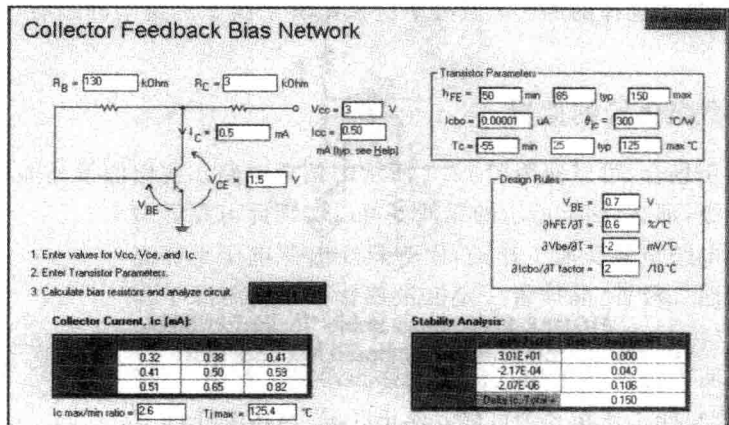 Collector Feedback Bias Network
R_B = 130 kOhm R_C = 3 kOhm
Vcc = 3 V
I_C = 0.5 mA
Icc = 0.50
mA (typ. see Help)
V_CE = 1.5 V
V_BE
1. Enter values for Vcc, Vce, and Ic.
2. Enter Transistor Parameters.
3. Calculate bias resistors and analyze circuit.
Transistor Parameters
h_FE = 50 min 85 typ 150 max
Icbo = 0.00001 uA θ_jc = 300 °C/W
Tc = -55 min 25 typ 125 max °C
Design Rules
V_BE = 0.7 V
∂hFE/∂T = 0.6 %/°C
∂Vbe/∂T = -2 mV/°C
∂Icbo/∂T factor = 2 /10 °C
Collector Current, Ic (mA):
0.32 0.38 0.41
0.41 0.50 0.59
0.51 0.65 0.82
Ic max/min ratio = 2.6 Tj max = 125.4 °C
Stability Analysis:
3.01E+01 0.000
-2.17E-04 0.043
2.07E-06 0.106
Delta Ic, Total = 0.150